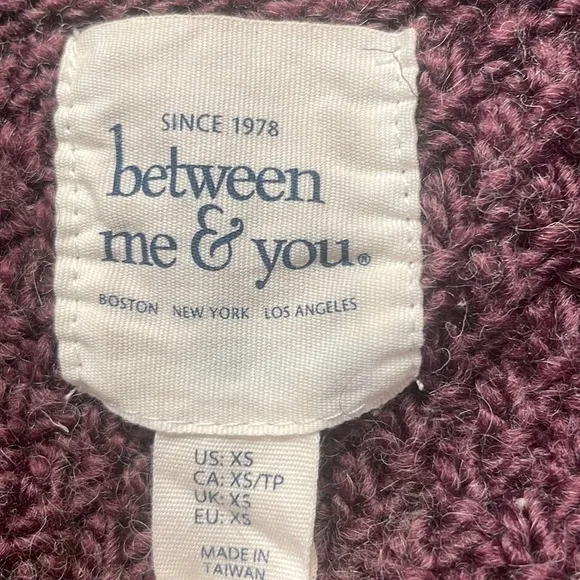 SINCE 1978
between
me & you®
BOSTON NEW YORK LOS ANGELES
US: XS
CA: XS/TP
UK: XS
EU: XS
MADE IN
TAIWAN